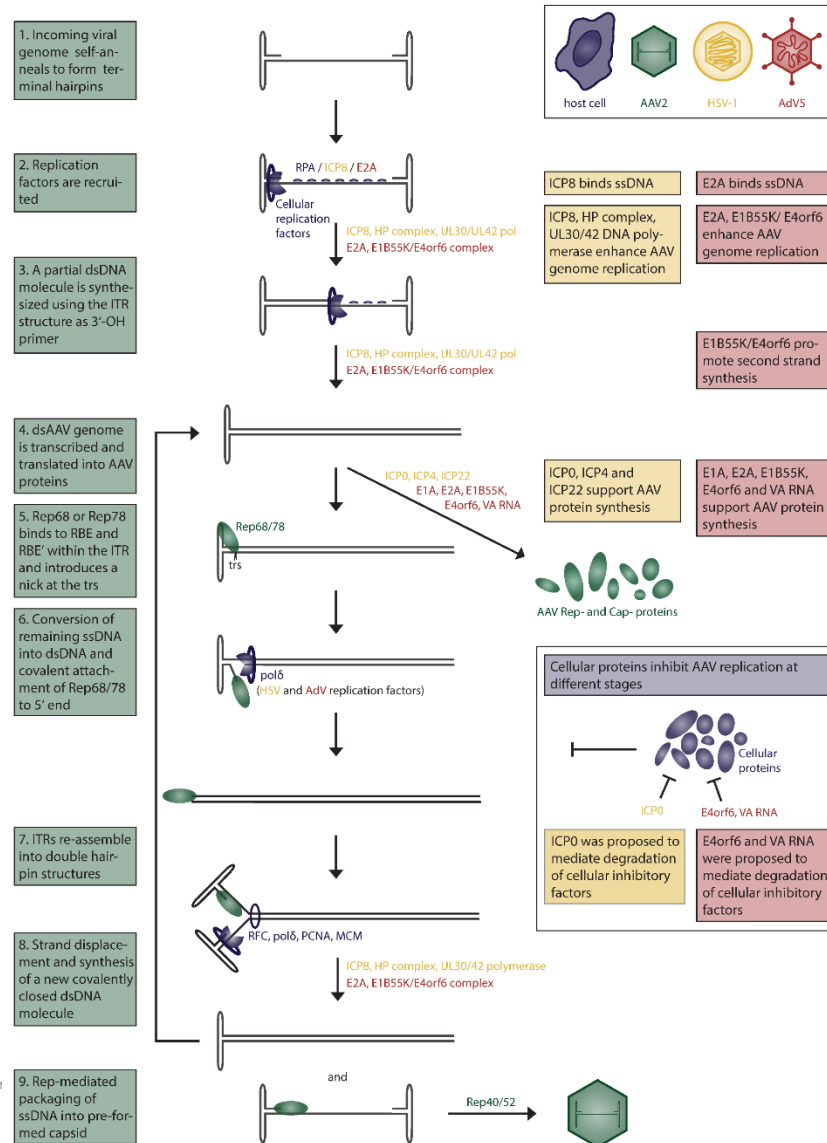 1. Incoming viral
genome self-an-
neals to form ter-
minal hairpins
host cell
AAV2
HSV-1
AdV5
2. Replication
factors are recrui-
ted
RPA / ICP8 / E2A
Cellular
replication
factors
ICP8 binds ssDNA
E2A binds ssDNA
ICP8, HP complex, UL30/UL42 pol
E2A, E1B55K/E4orf6 complex
ICP8, HP complex,
UL30/42 DNA poly-
merase enhance AAV
genome replication
E2A, E1B55K/ E4orf6
enhance AAV
genome replication
3. A partial dsDNA
molecule is synthe-
sized using the ITR
structure as 3'-OH
primer
ICP8, HP complex, UL30/UL42 pol
E2A, E1B55K/E4orf6 complex
E1B55K/E4orf6 pro-
mote second strand
synthesis
4. dsAAV genome
is transcribed and
translated into AAV
proteins
ICP0, ICP4, ICP22
E1A, E2A, E1B55K,
E4orf6, VA RNA
ICP0, ICP4 and
ICP22 support AAV
protein synthesis
E1A, E2A, E1B55K,
E4orf6 and VA RNA
support AAV protein
synthesis
5. Rep68 or Rep78
binds to RBE and
RBE' within the ITR
and introduces a
nick at the trs
Rep68/78
trs
AAV Rep- and Cap- proteins
6. Conversion of
remaining ssDNA
into dsDNA and
covalent attach-
ment of Rep68/78
to 5' end
polδ
(HSV and AdV replication factors)
Cellular proteins inhibit AAV replication at
different stages
Cellular
proteins
ICP0
E4orf6, VA RNA
ICP0 was proposed to
mediate degradation
of cellular inhibitory
factors
E4orf6 and VA RNA
were proposed to
mediate degradation
of cellular inhibitory
factors
7. ITRs re-assemble
into double hair-
pin structures
RFC, polδ, PCNA, MCM
8. Strand displace-
ment and synthesis
of a new covalently
closed dsDNA
molecule
ICP8, HP complex, UL30/42 polymerase
E2A, E1B55K/E4orf6 complex
and
9. Rep-mediated
packaging of
ssDNA into pre-for-
med capsid
Rep40/52